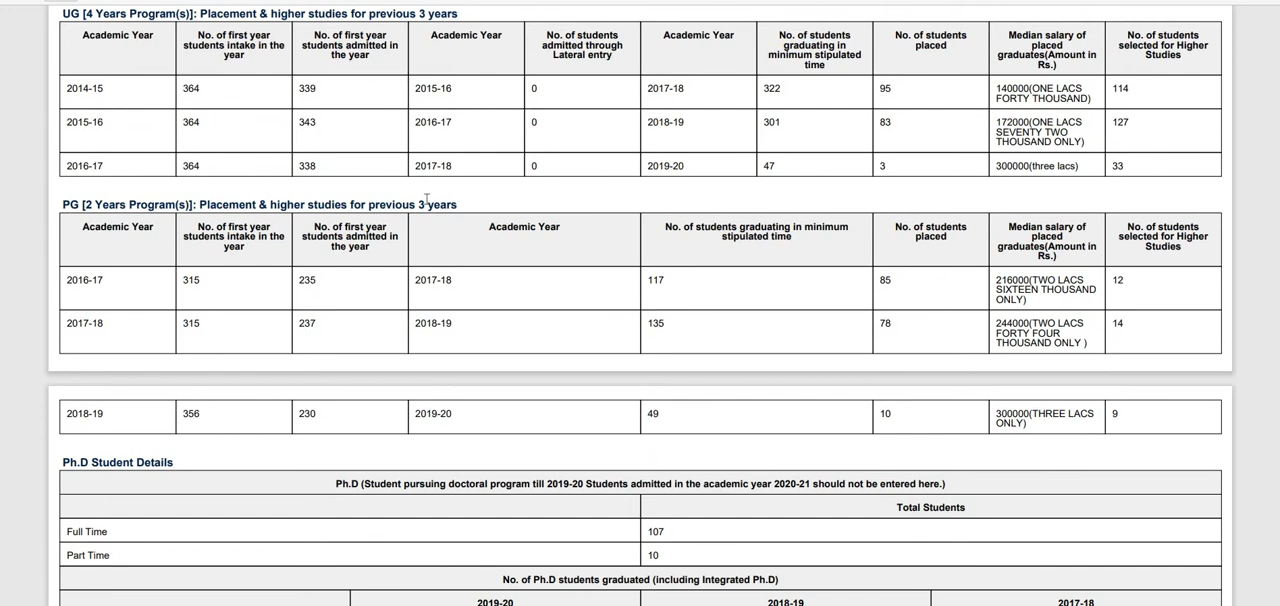 UG [4 Years Program(s)]: Placement & higher studies for previous 3 years
Academic Year
No. of first year
students intake in the
year
No. of first year
students admitted in
the year
Academic Year
No. of students
admitted through
Lateral entry
Academic Year
No. of students
graduating in
minimum stipulated
time
No. of students
placed
Median salary of
placed
graduates(Amount in
Rs.)
No. of students
selected for Higher
Studies
2014-15
364
339
2015-16
0
2017-18
322
95
140000(ONE LACS
FORTY THOUSAND)
114
2015-16
364
343
2016-17
0
2018-19
301
83
172000(ONE LACS
SEVENTY TWO
THOUSAND ONLY)
127
2016-17
364
338
2017-18
0
2019-20
47
3
300000(three lacs)
33
PG [2 Years Program(s)]: Placement & higher studies for previous 3 years
Academic Year
No. of first year
students intake in the
year
No. of first year
students admitted in
the year
Academic Year
No. of students graduating in minimum
stipulated time
No. of students
placed
Median salary of
placed
graduates(Amount in
Rs.)
No. of students
selected for Higher
Studies
2016-17
315
235
2017-18
117
85
216000(TWO LACS
SIXTEEN THOUSAND
ONLY)
12
2017-18
315
237
2018-19
135
78
244000(TWO LACS
FORTY FOUR
THOUSAND ONLY )
14
2018-19
356
230
2019-20
49
10
300000(THREE LACS
ONLY)
9
Ph.D Student Details
Ph.D (Student pursuing doctoral program till 2019-20 Students admitted in the academic year 2020-21 should not be entered here.)
Total Students
Full Time
107
Part Time
10
No. of Ph.D students graduated (including Integrated Ph.D)
2019-20
2018-19
2017-18